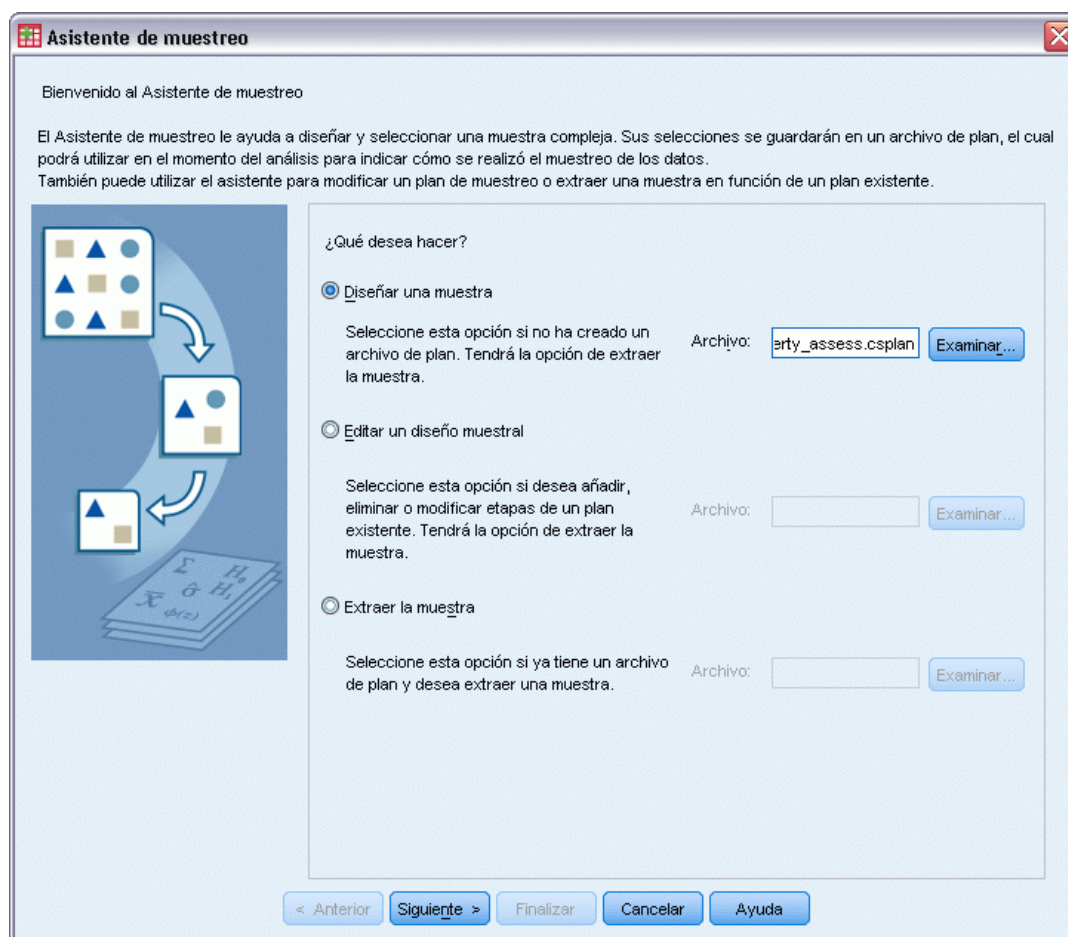 Asistente de muestreo
Bienvenido al Asistente de muestreo
El Asistente de muestreo le ayuda a diseñar y seleccionar una muestra compleja. Sus selecciones se guardarán en un archivo de plan, el cual
podrá utilizar en el momento del análisis para indicar cómo se realizó el muestreo de los datos.
También puede utilizar el asistente para modificar un plan de muestreo o extraer una muestra en función de un plan existente.
¿Qué desea hacer?
Diseñar una muestra
Seleccione esta opción si no ha creado un
archivo de plan. Tendrá la opción de extraer
la muestra.
Archivo: erty_assess.csplan Examinar...
Editar un diseño muestral
Seleccione esta opción si desea añadir,
eliminar o modificar etapas de un plan
existente. Tendrá la opción de extraer la
muestra.
Archivo: Examinar...
Extraer la muestra
Seleccione esta opción si ya tiene un archivo
de plan y desea extraer una muestra.
Archivo: Examinar...
Σ H₀
x̄ σ̂ H₁
ϕ(z)
< Anterior Siguiente > Finalizar Cancelar Ayuda